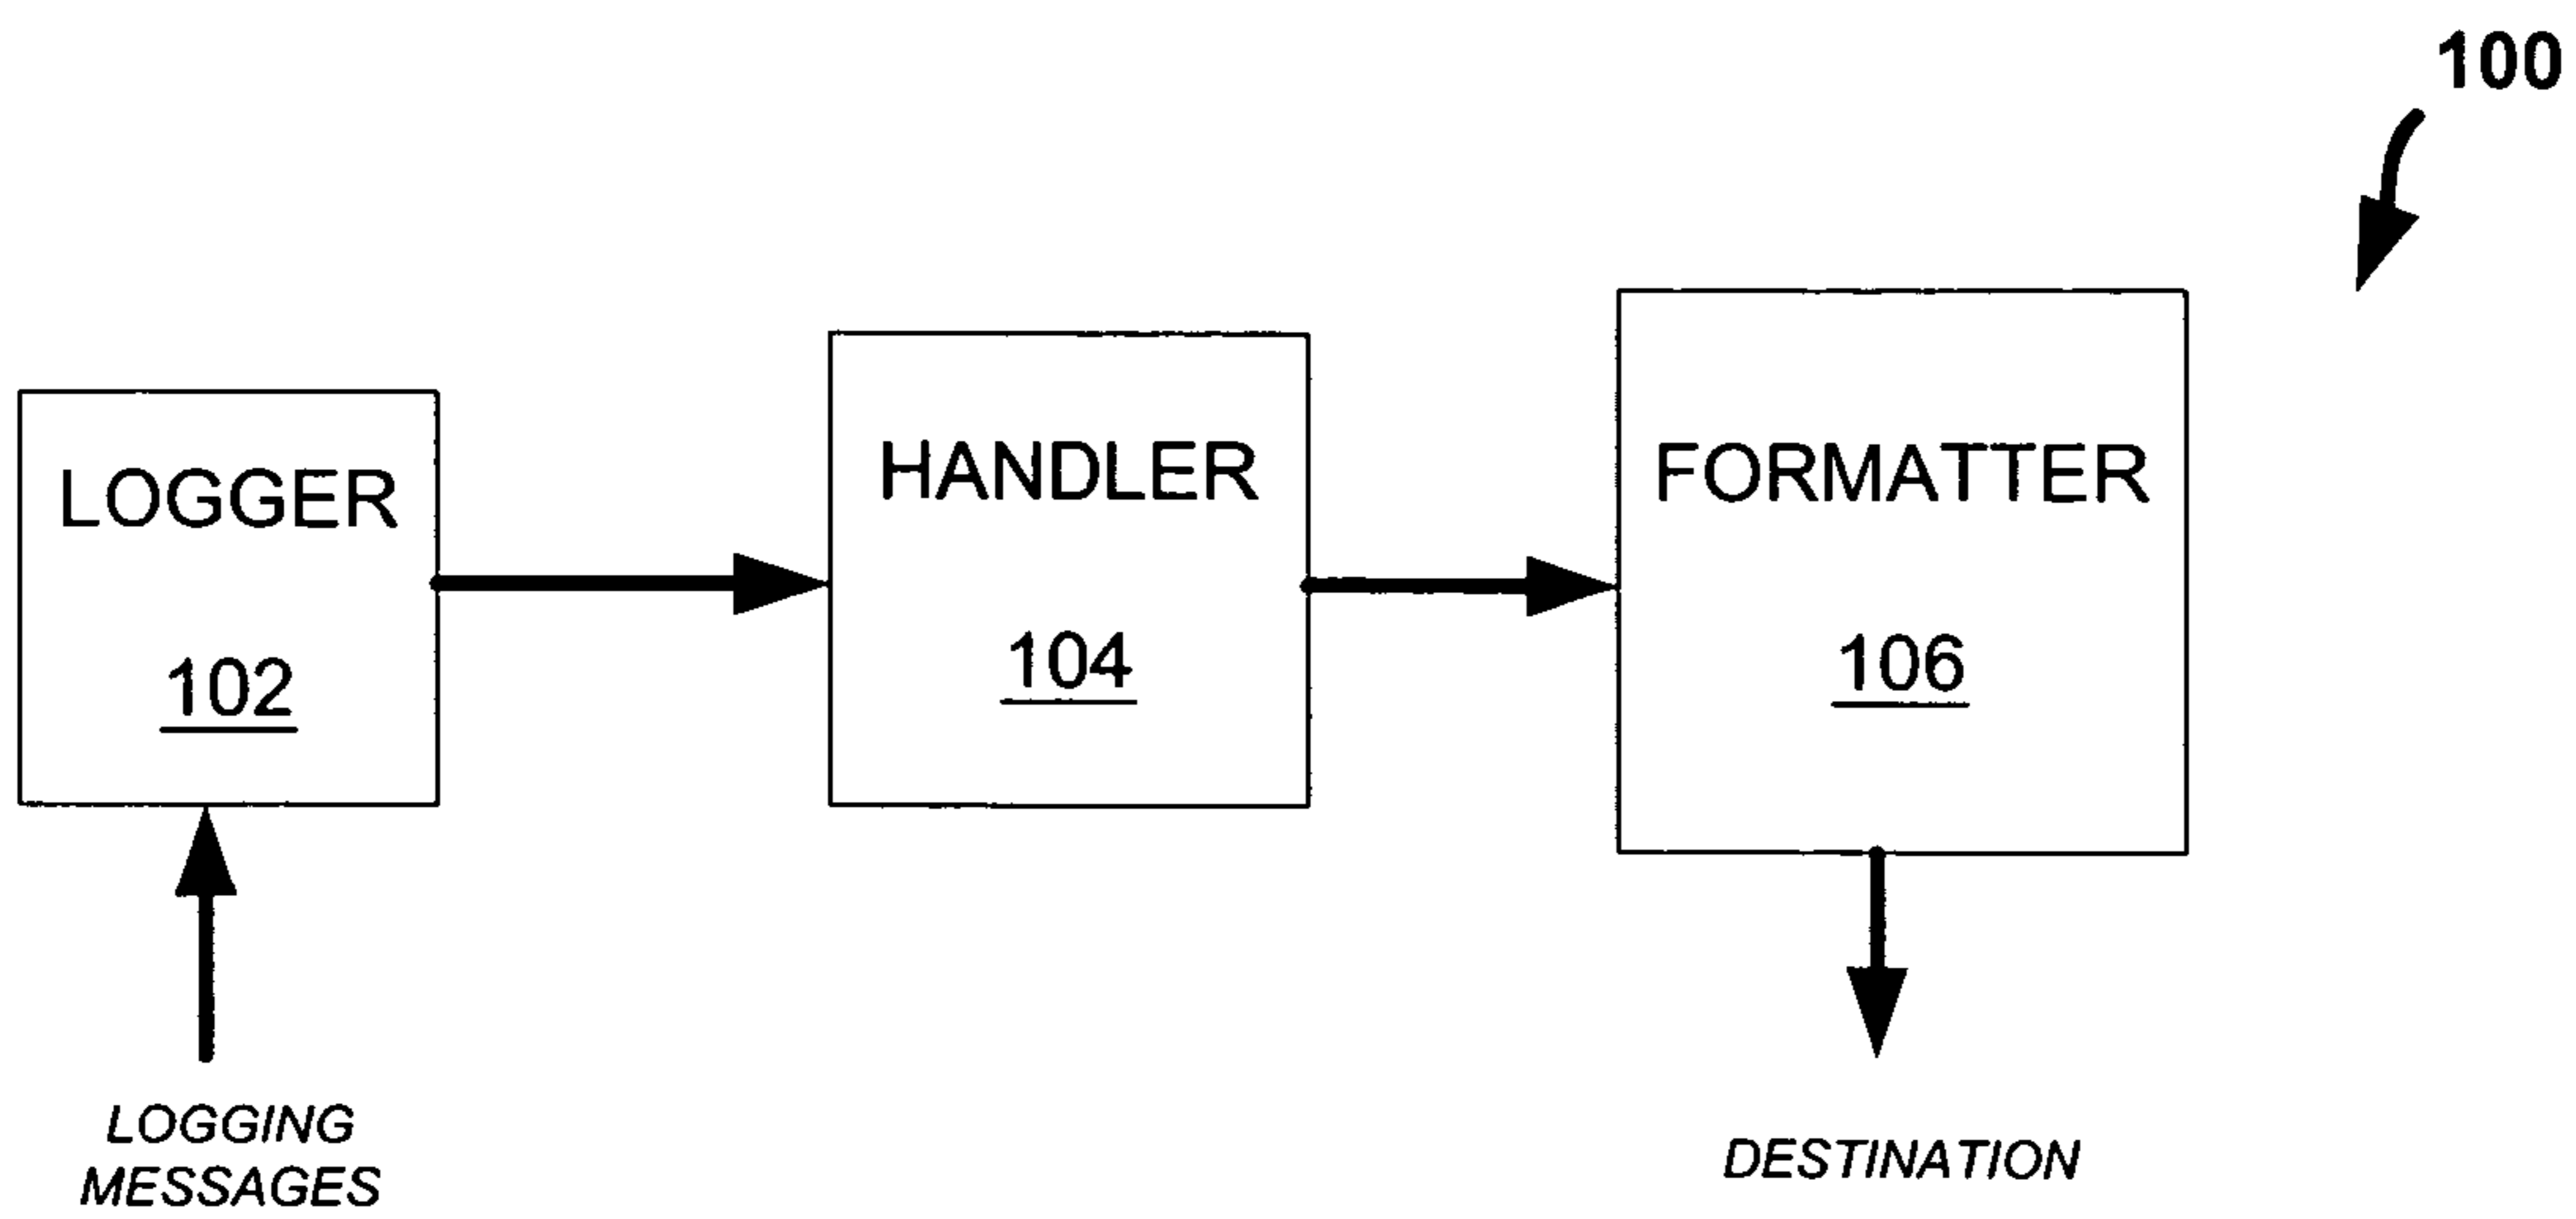 100
LOGGER
102
HANDLER
104
FORMATTER
106
LOGGING
MESSAGES
DESTINATION